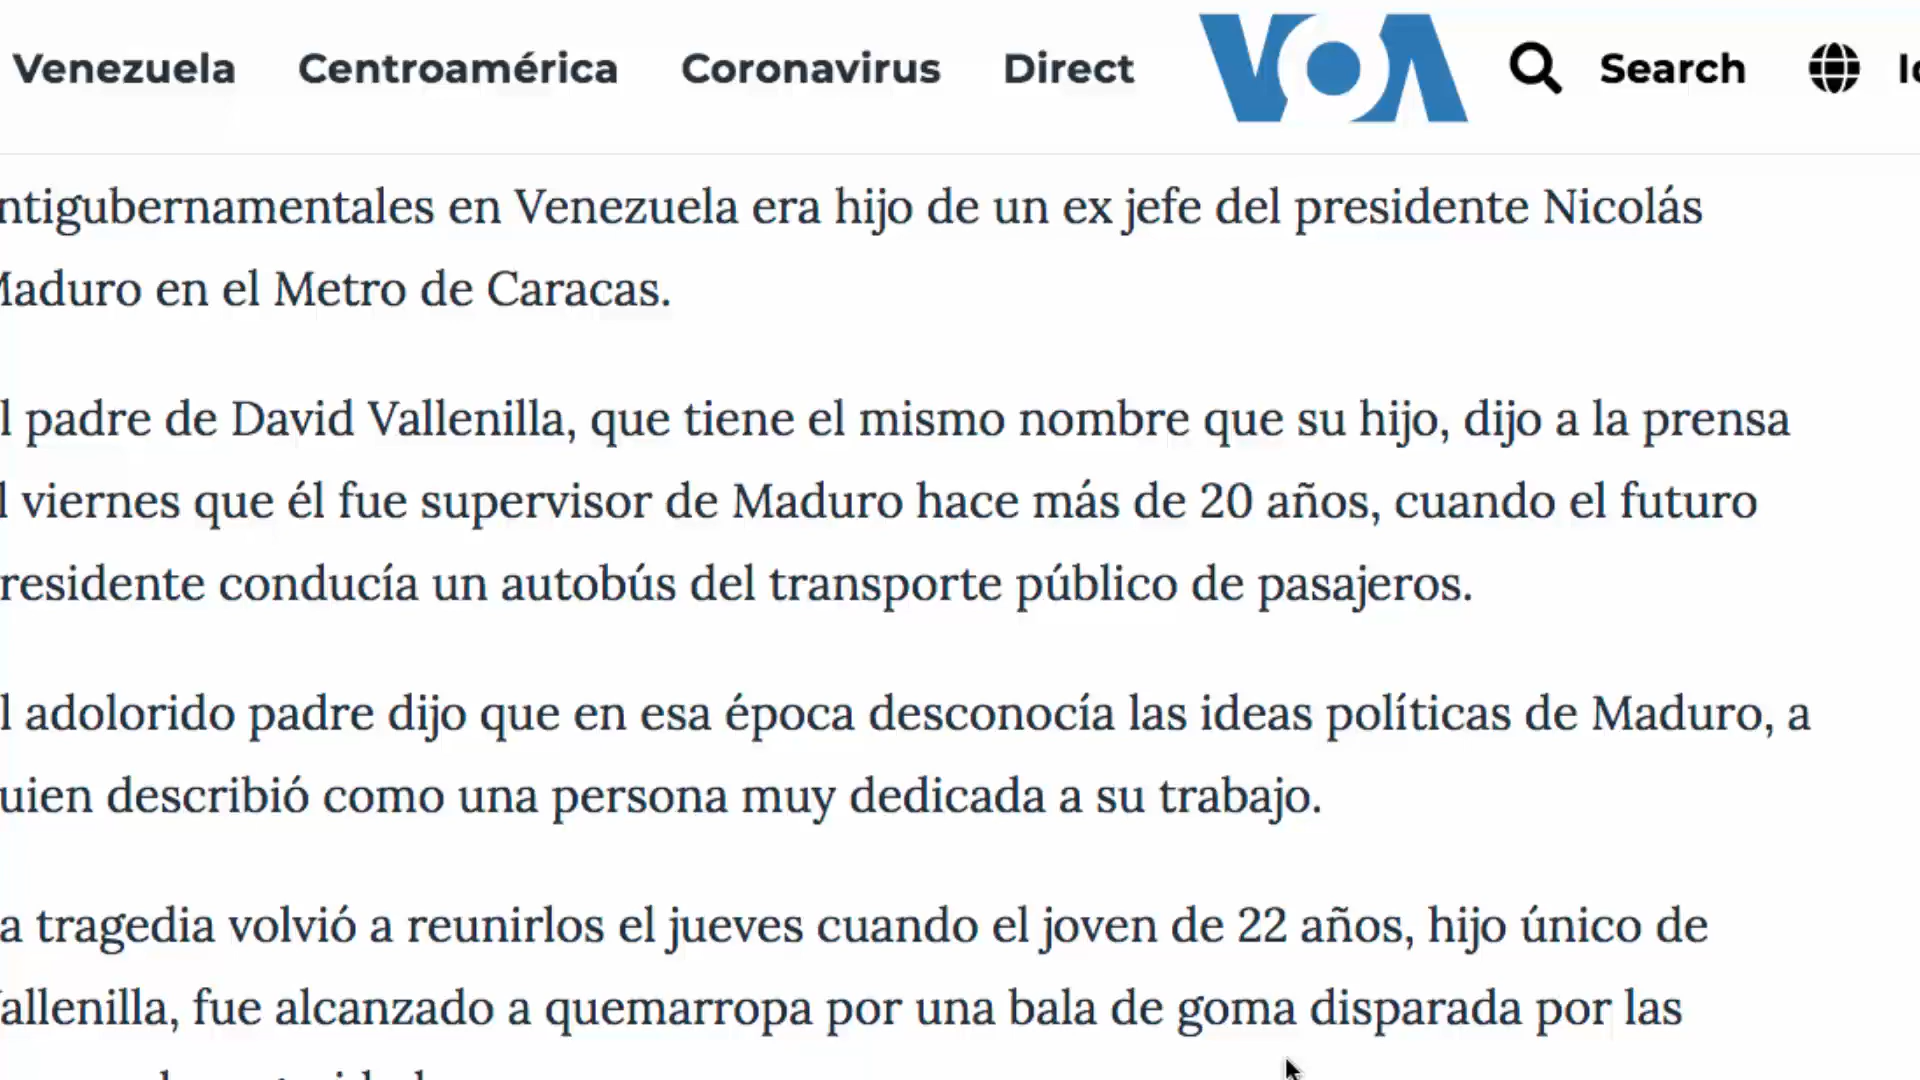 Venezuela Centroamérica Coronavirus Direct VOA Search
ntigubernamentales en Venezuela era hijo de un ex jefe del presidente Nicolás
Maduro en el Metro de Caracas.
l padre de David Vallenilla, que tiene el mismo nombre que su hijo, dijo a la prensa
l viernes que él fue supervisor de Maduro hace más de 20 años, cuando el futuro
residente conducía un autobús del transporte público de pasajeros.
l adolorido padre dijo que en esa época desconocía las ideas políticas de Maduro, a
uien describió como una persona muy dedicada a su trabajo.
a tragedia volvió a reunirlos el jueves cuando el joven de 22 años, hijo único de
allenilla, fue alcanzado a quemarropa por una bala de goma disparada por las